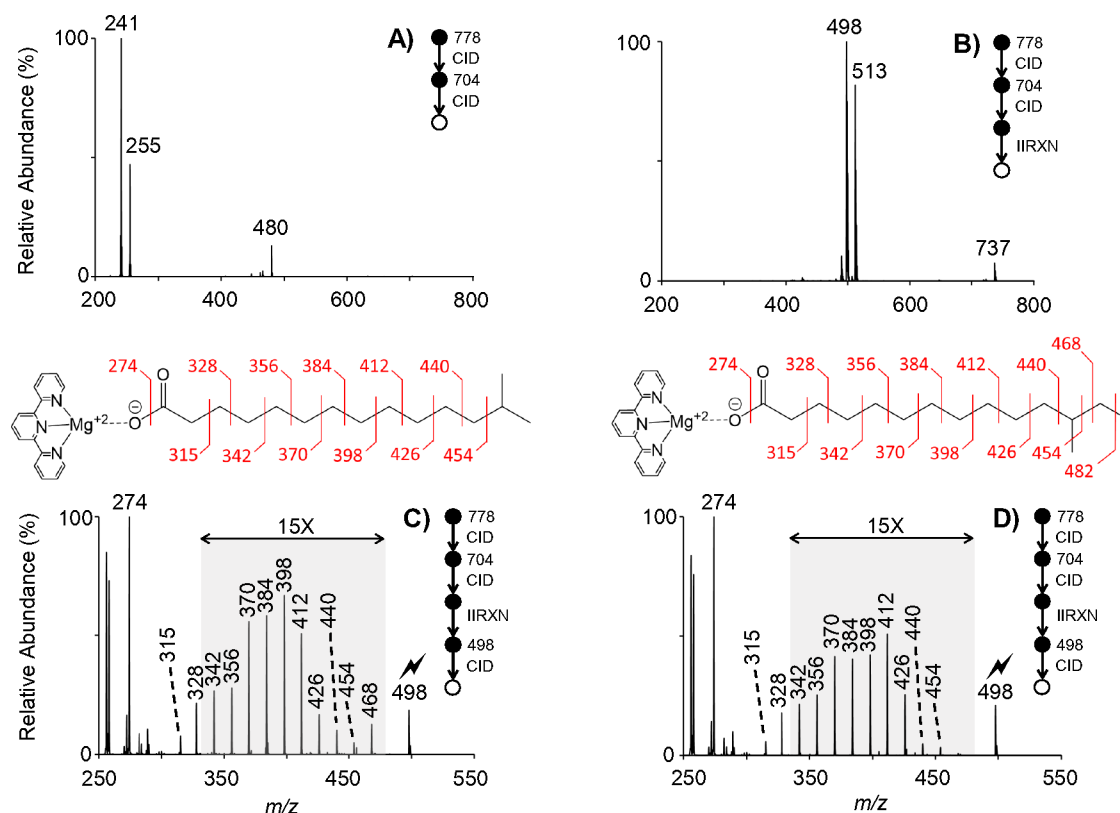 A)
241
255
480
100
0
Relative Abundance (%)
200 400 600 800
778
CID
704
CID
B)
498
513
737
100
0
200 400 600 800
778
CID
704
CID
IIRXN
274 328 356 384 412 440
O
N
N Mg+2 O
N
315 342 370 398 426 454
274 328 356 384 412 440 468
O
N
N Mg+2 O
N
315 342 370 398 426 454 482
C)
274
15X
100
0
Relative Abundance (%)
315 328 342 356 370 384 398 412 426 440 454 468 498
250 350 450 550
m/z
778
CID
704
CID
IIRXN
498
CID
D)
274
15X
100
0
Relative Abundance (%)
315 328 342 356 370 384 398 412 426 440 454 498
250 350 450 550
m/z
778
CID
704
CID
IIRXN
498
CID